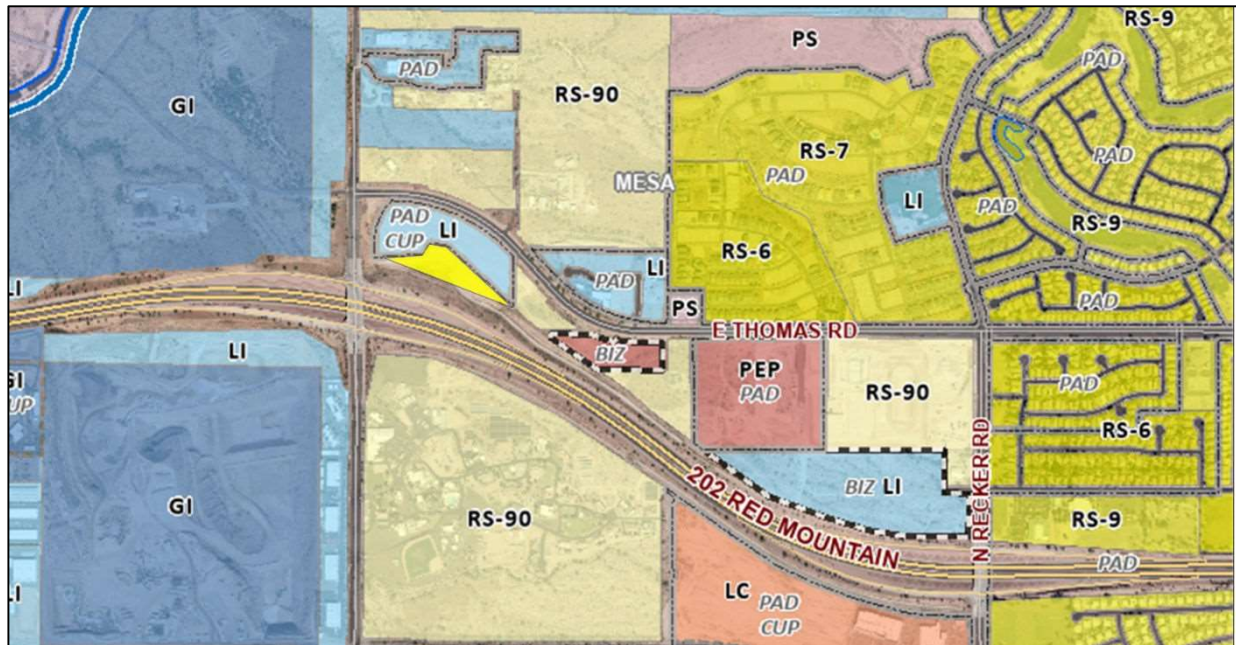 RS-9
PS
PAD
PAD
GI
RS-90
RS-7
PAD
MESA
PAD
LI
PAD
PAD
CUP
LI
RS-9
RS-6
LI
PAD
LI
PS
PAD
E THOMAS RD
LI
BIZ
PEP
PAD
RS-90
PAD
GI
CUP
RS-6
N RECKER RD
202 RED MOUNTAIN
BIZ LI
GI
RS-90
RS-9
PAD
LI
LC
PAD
CUP